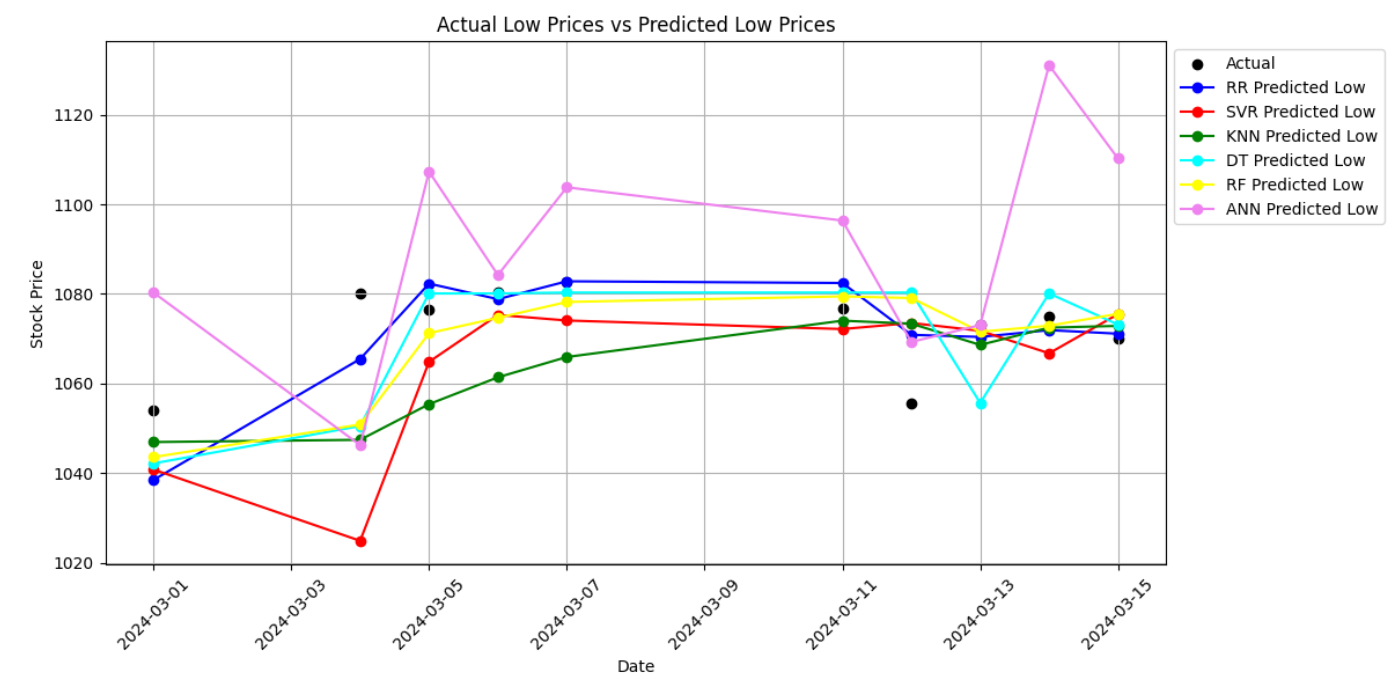 Actual Low Prices vs Predicted Low Prices
Actual
RR Predicted Low
SVR Predicted Low
KNN Predicted Low
DT Predicted Low
RF Predicted Low
ANN Predicted Low
Stock Price
1120
1100
1080
1060
1040
1020
2024-03-01
2024-03-03
2024-03-05
2024-03-07
2024-03-09
2024-03-11
2024-03-13
2024-03-15
Date